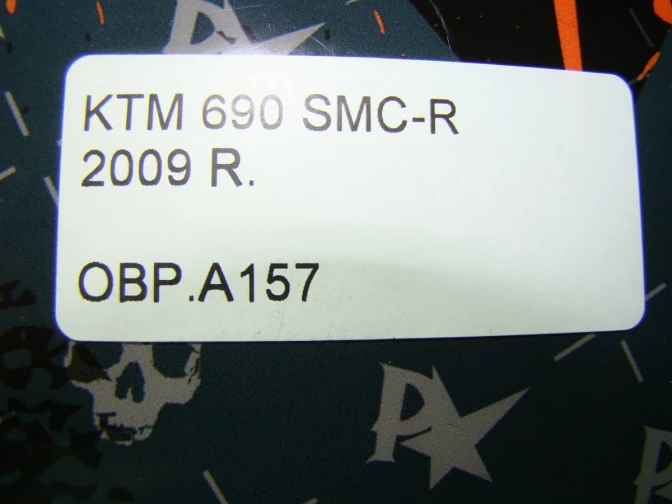 KTM 690 SMC-R
2009 R.
OBP.A157
P
P
P